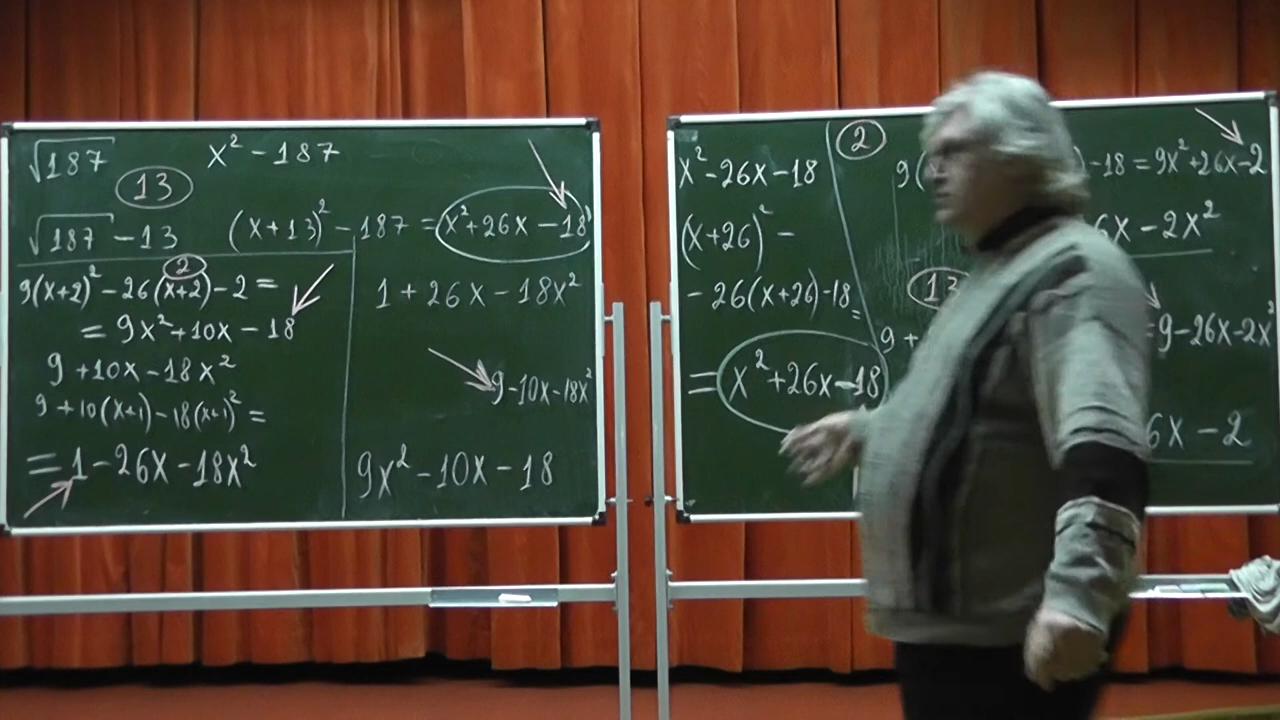 √187 x² - 187
13
√187 - 13 (x+13)² - 187 = x² + 26x - 18
9(x+2)² - 26(x+2) - 2 =
2
= 9x² + 10x - 18
9 + 10x - 18x²
9 + 10(x+1) - 18(x+1)² =
= 1 - 26x - 18x²
1 + 26x - 18x²
9 - 10x - 18x²
9x² - 10x - 18
x² - 26x - 18
(x+26)² -
- 26(x+26) - 18 =
= x² + 26x - 18
2
9( ) - 18 = 9x² + 26x - 2
6x - 2x²
13
9 + = 9 - 26x - 2x²
6x - 2